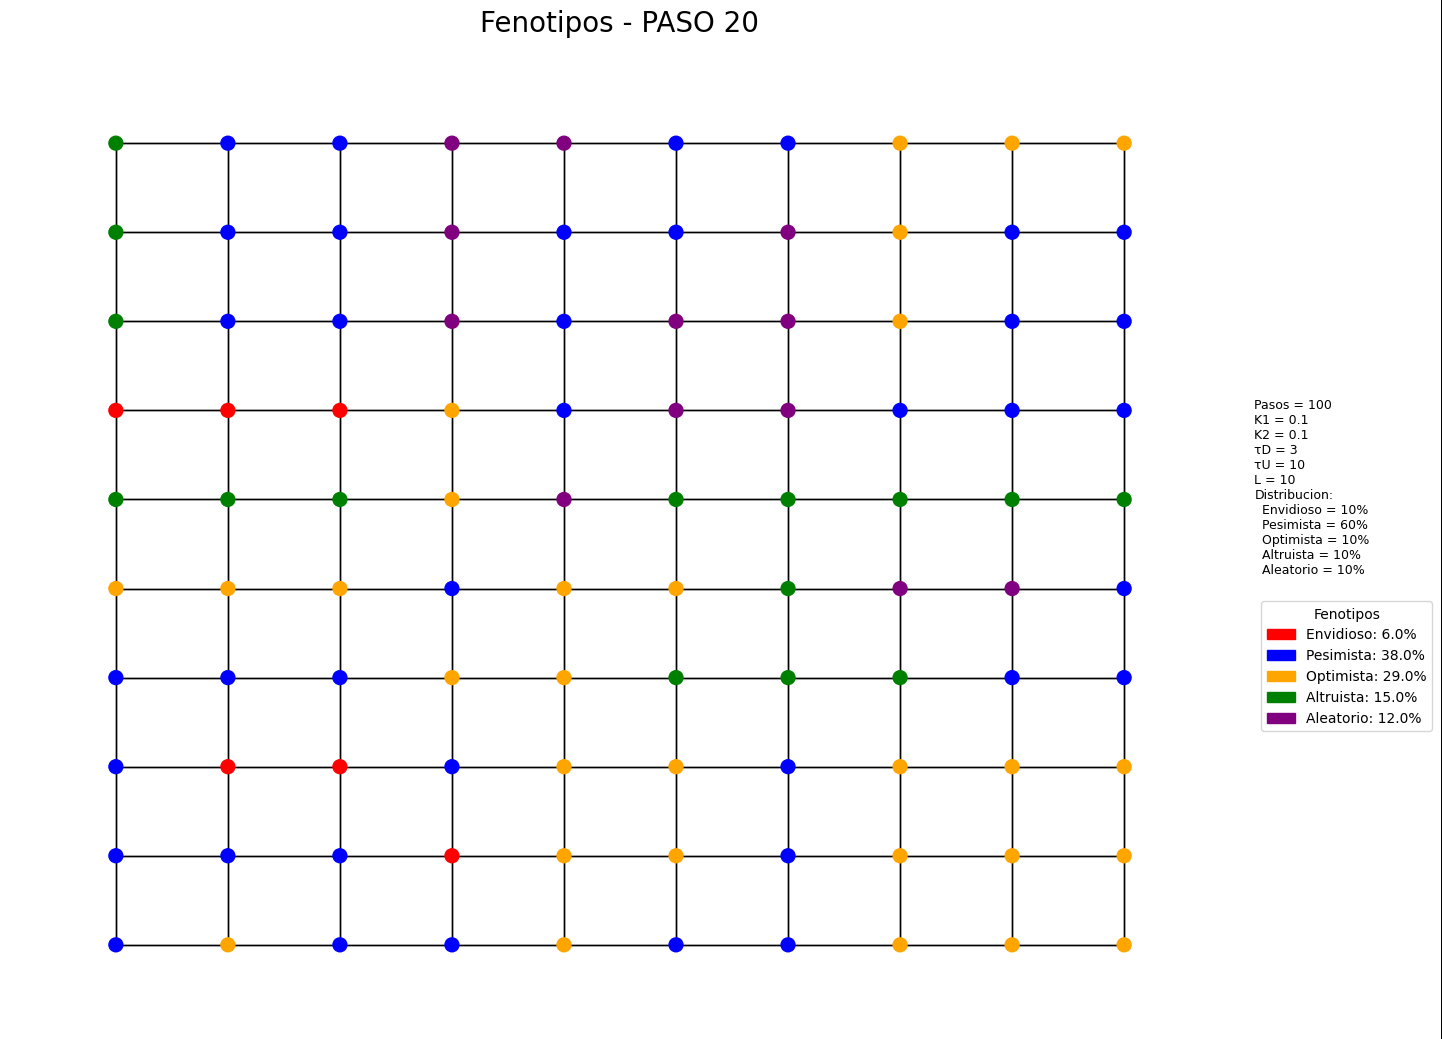 Fenotipos - PASO 20
Pasos = 100
K1 = 0.1
K2 = 0.1
τD = 3
τU = 10
L = 10
Distribucion:
Envidioso = 10%
Pesimista = 60%
Optimista = 10%
Altruista = 10%
Aleatorio = 10%
Fenotipos
Envidioso: 6.0%
Pesimista: 38.0%
Optimista: 29.0%
Altruista: 15.0%
Aleatorio: 12.0%